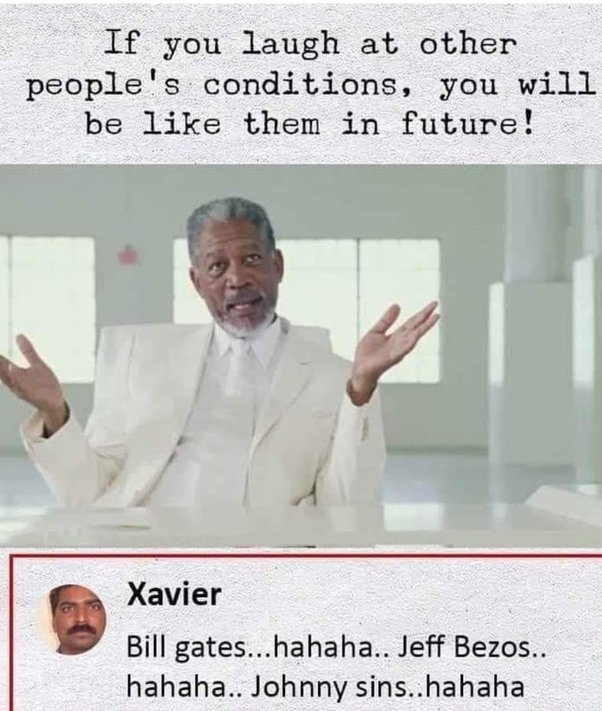 If you laugh at other
people's conditions, you will
be like them in future!
Xavier
Bill gates...hahaha.. Jeff Bezos..
hahaha.. Johnny sins..hahaha